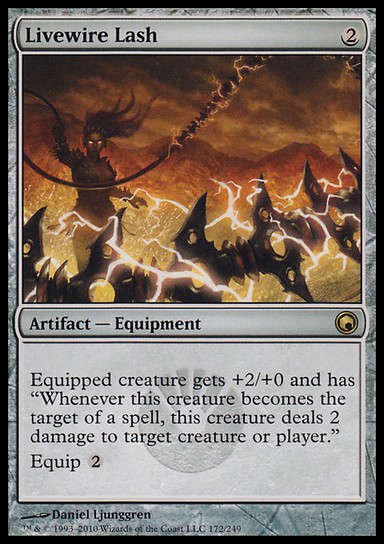 Livewire Lash 2
Artifact — Equipment
Equipped creature gets +2/+0 and has
“Whenever this creature becomes the
target of a spell, this creature deals 2
damage to target creature or player.”
Equip 2
Daniel Ljunggren
™ & © 1993–2010 Wizards of the Coast LLC 172/249